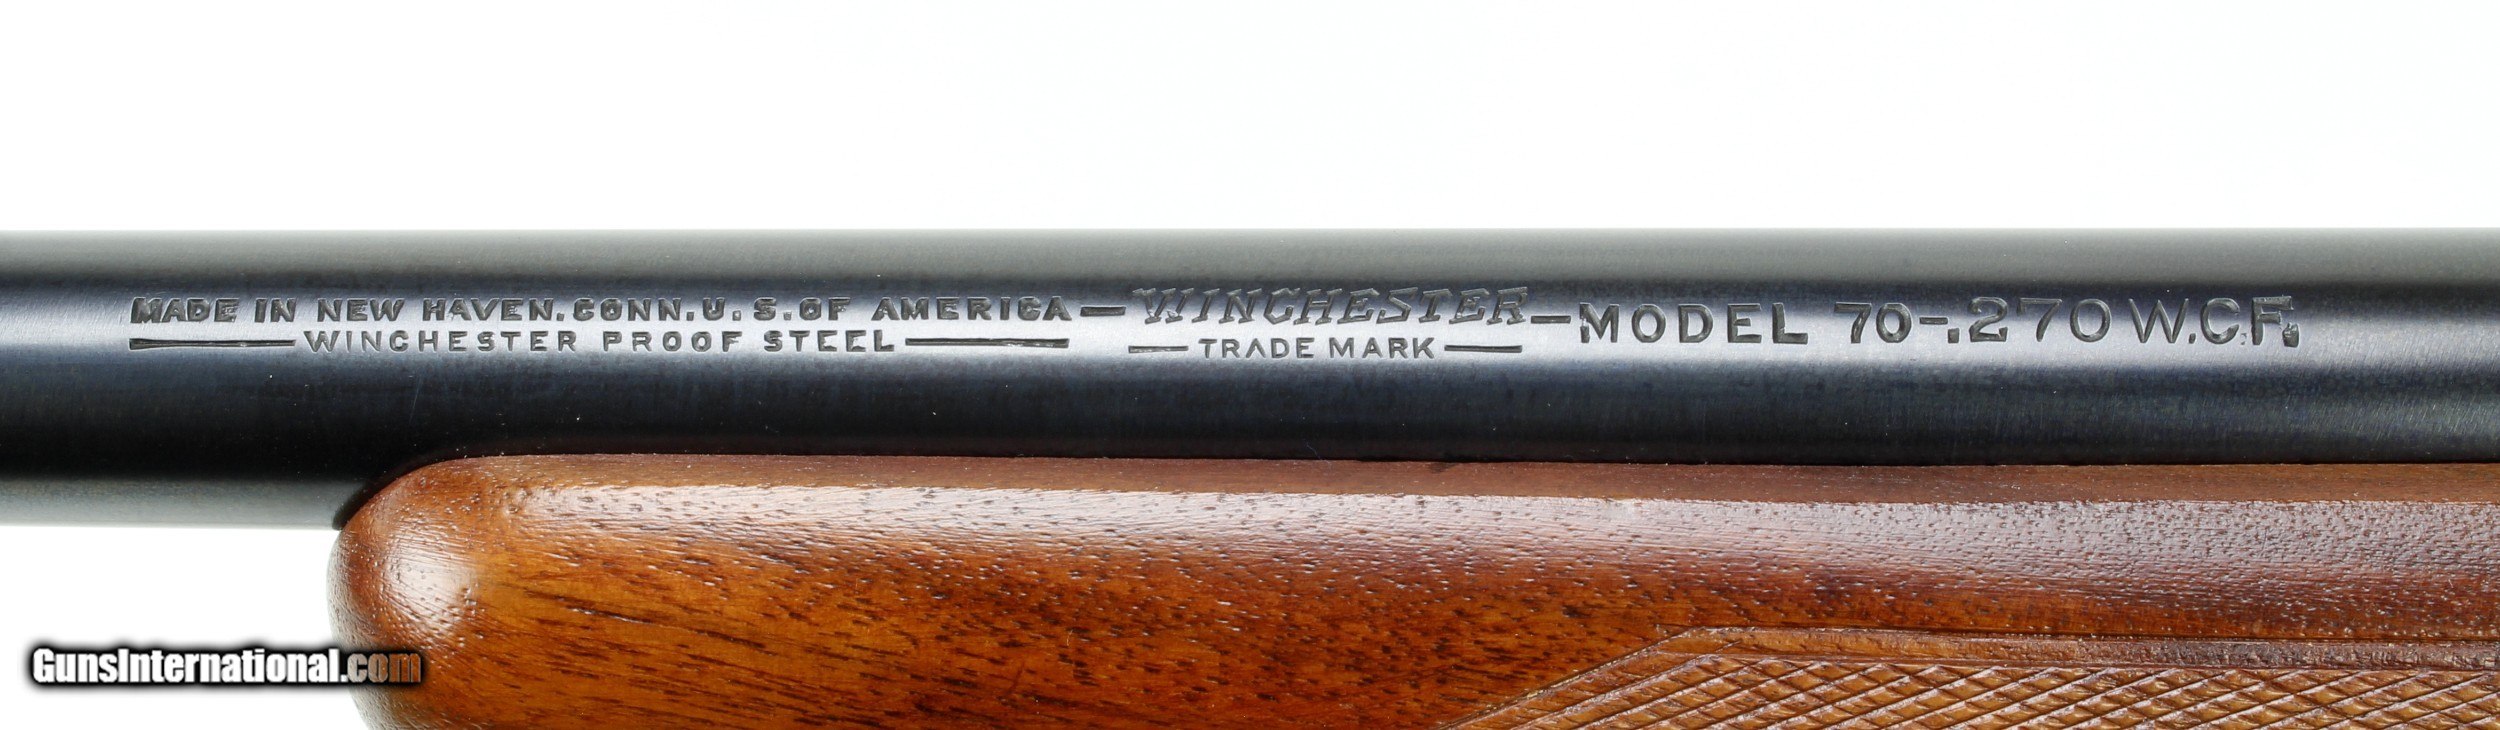 MADE IN NEW HAVEN. CONN. U. S. OF AMERICA — WINCHESTER — MODEL 70-.270 W.C.F.
WINCHESTER PROOF STEEL — TRADE MARK —
GunsInternational.com